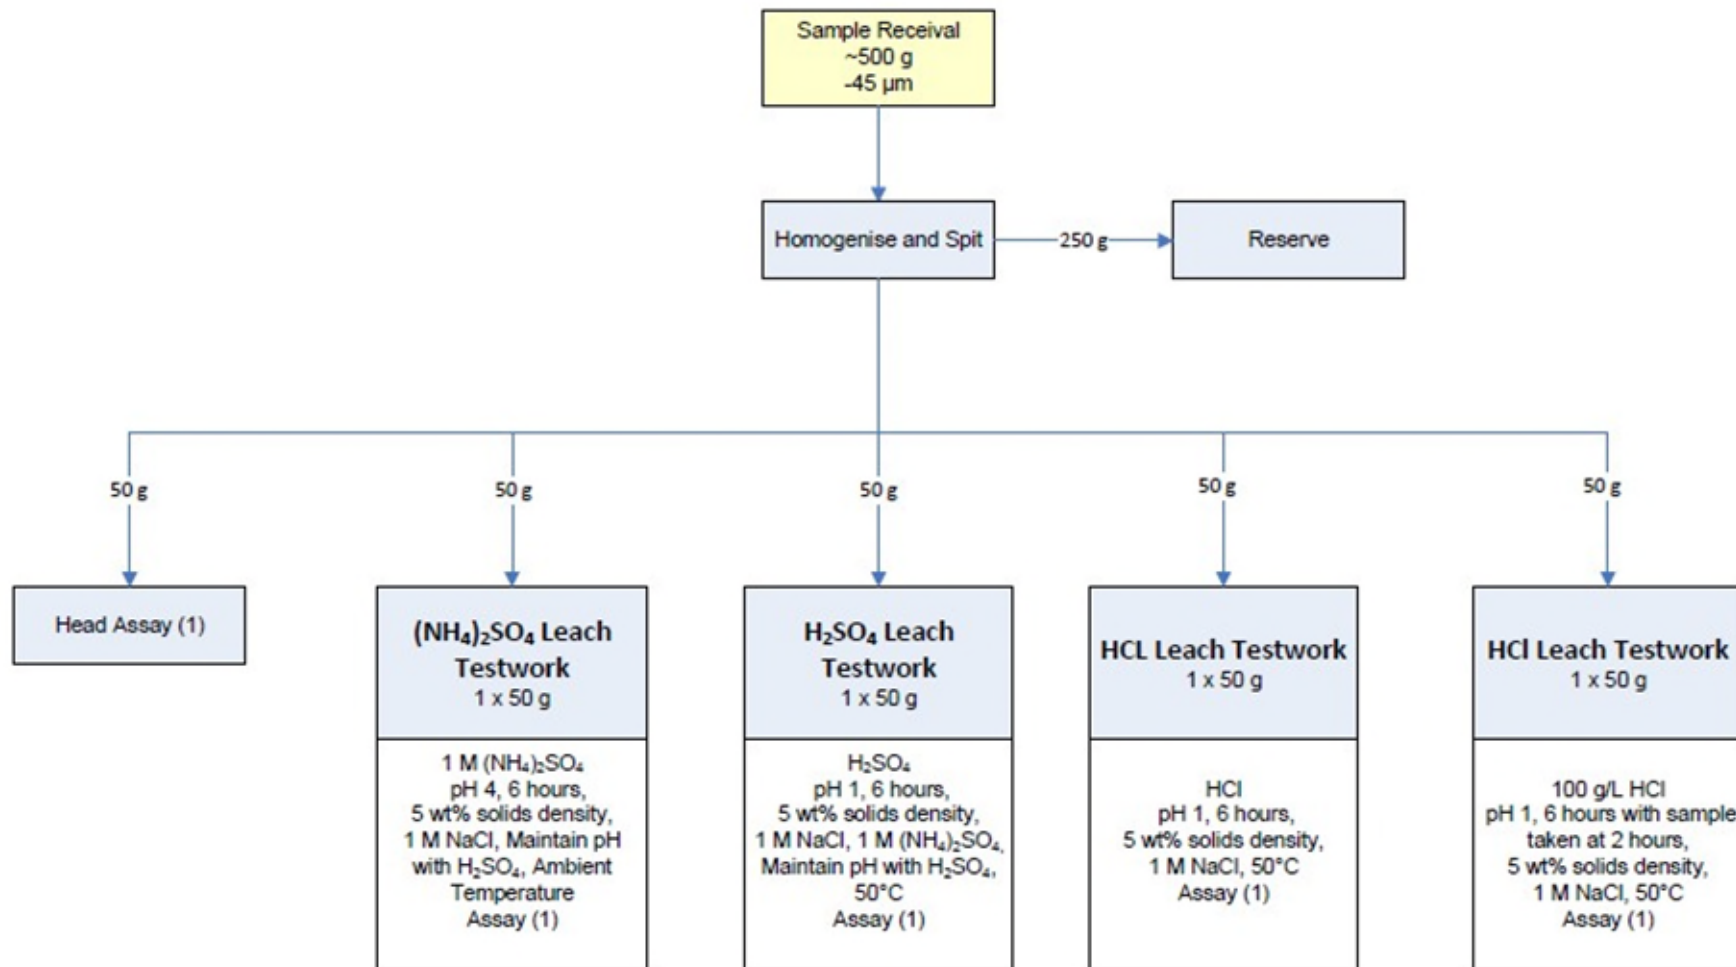 Sample Receival
~500 g
-45 µm
Homogenise and Spit
250 g
Reserve
50 g
50 g
50 g
50 g
50 g
Head Assay (1)
(NH₄)₂SO₄ Leach
Testwork
1 x 50 g
1 M (NH₄)₂SO₄
pH 4, 6 hours,
5 wt% solids density,
1 M NaCl, Maintain pH
with H₂SO₄, Ambient
Temperature
Assay (1)
H₂SO₄ Leach
Testwork
1 x 50 g
H₂SO₄
pH 1, 6 hours,
5 wt% solids density,
1 M NaCl, 1 M (NH₄)₂SO₄,
Maintain pH with H₂SO₄,
50°C
Assay (1)
HCL Leach Testwork
1 x 50 g
HCl
pH 1, 6 hours,
5 wt% solids density,
1 M NaCl, 50°C
Assay (1)
HCl Leach Testwork
1 x 50 g
100 g/L HCl
pH 1, 6 hours with sample
taken at 2 hours,
5 wt% solids density,
1 M NaCl, 50°C
Assay (1)